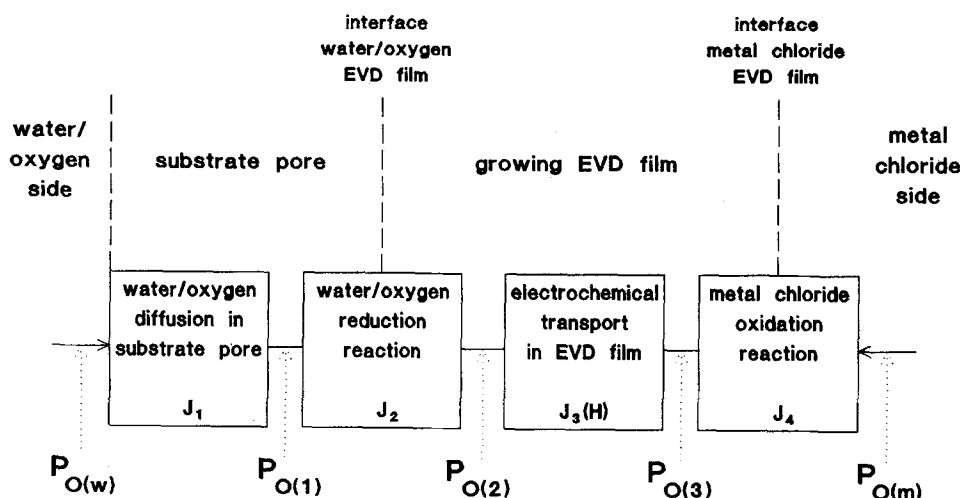 interface
water/oxygen
EVD film
interface
metal chloride
EVD film
water/
oxygen
side
substrate pore
growing EVD film
metal
chloride
side
water/oxygen
diffusion in
substrate pore
J1
water/oxygen
reduction
reaction
J2
electrochemical
transport
in EVD film
J3(H)
metal chloride
oxidation
reaction
J4
PO(w)
PO(1)
PO(2)
PO(3)
PO(m)